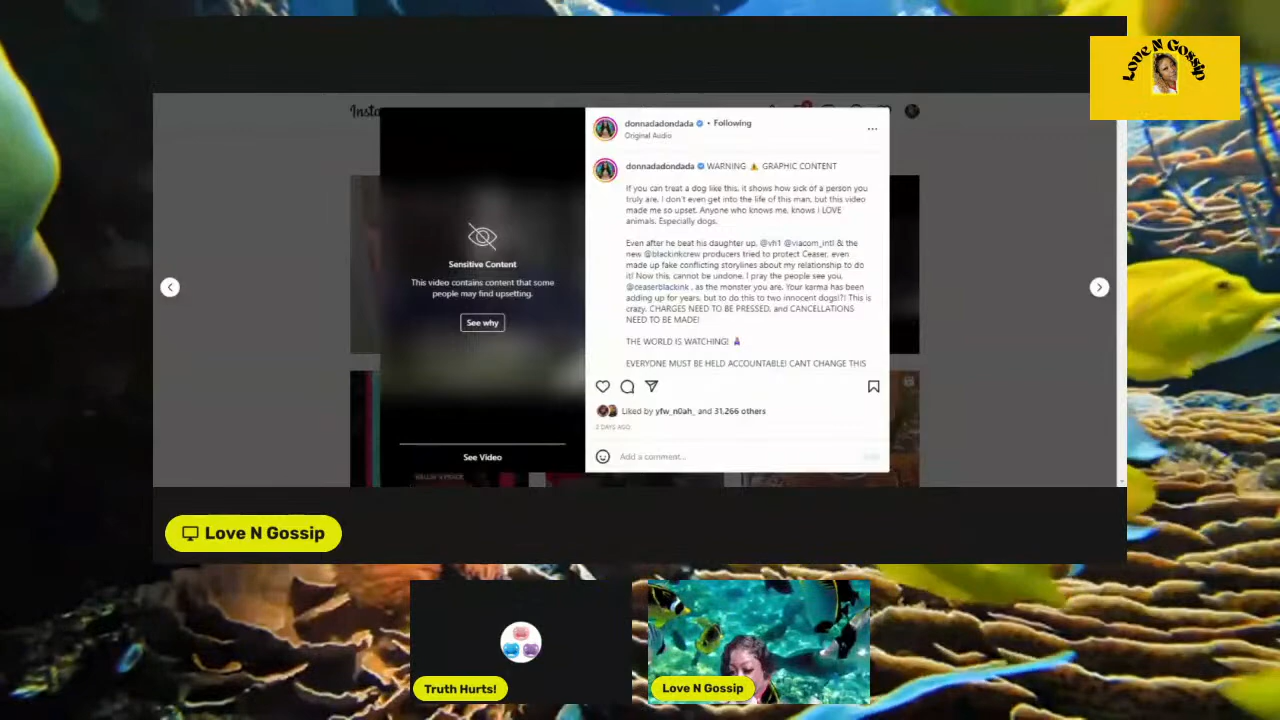 Love N Gossip
Insta
donnadadondada • Following
Original Audio
donnadadondada WARNING ⚠ GRAPHIC CONTENT
If you can treat a dog like this, it shows how sick of a person you
truly are. I don't even get into the life of this man, but this video
made me so upset. Anyone who knows me, knows I LOVE
animals. Especially dogs.
Even after he beat his daughter up, @vh1 @viacom_intl & the
new @blackinkcrew producers tried to protect Ceaser, even
made up fake conflicting storylines about my relationship to do
it! Now this, cannot be undone. I pray the people see you,
@ceaserblackink , as the monster you are. Your karma has been
adding up for years, but to do this to two innocent dogs!?! This is
crazy. CHARGES NEED TO BE PRESSED, and CANCELLATIONS
NEED TO BE MADE!
THE WORLD IS WATCHING!
EVERYONE MUST BE HELD ACCOUNTABLE! CANT CHANGE THIS
Liked by yfw_n0ah_ and 31,266 others
2 DAYS AGO
Add a comment...
Sensitive Content
This video contains content that some
people may find upsetting.
See why
See Video
Love N Gossip
Truth Hurts!
Love N Gossip